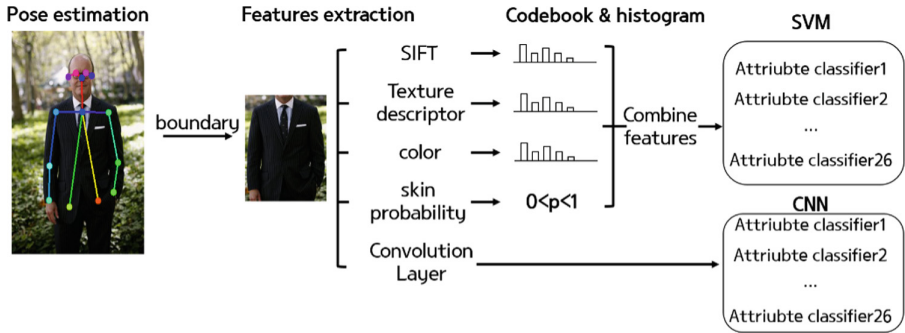 Pose estimation
Features extraction
Codebook & histogram
SVM
boundary
SIFT
Texture
descriptor
color
skin
probability
0<p<1
Convolution
Layer
Combine
features
Attriubte classifier1
Attriubte classifier2
...
Attriubte classifier26
CNN
Attriubte classifier1
Attriubte classifier2
...
Attriubte classifier26